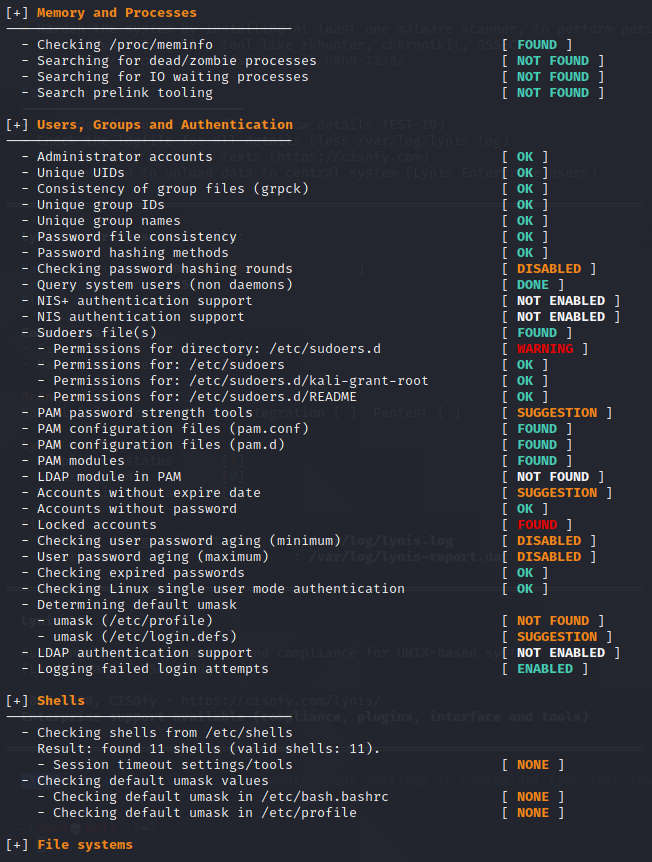 [+] Memory and Processes
- Checking /proc/meminfo [ FOUND ]
- Searching for dead/zombie processes [ NOT FOUND ]
- Searching for IO waiting processes [ NOT FOUND ]
- Search prelink tooling [ NOT FOUND ]
[+] Users, Groups and Authentication
- Administrator accounts [ OK ]
- Unique UIDs [ OK ]
- Consistency of group files (grpck) [ OK ]
- Unique group IDs [ OK ]
- Unique group names [ OK ]
- Password file consistency [ OK ]
- Password hashing methods [ OK ]
- Checking password hashing rounds [ DISABLED ]
- Query system users (non daemons) [ DONE ]
- NIS+ authentication support [ NOT ENABLED ]
- NIS authentication support [ NOT ENABLED ]
- Sudoers file(s) [ FOUND ]
- Permissions for directory: /etc/sudoers.d [ WARNING ]
- Permissions for: /etc/sudoers [ OK ]
- Permissions for: /etc/sudoers.d/kali-grant-root [ OK ]
- Permissions for: /etc/sudoers.d/README [ OK ]
- PAM password strength tools [ SUGGESTION ]
- PAM configuration files (pam.conf) [ FOUND ]
- PAM configuration files (pam.d) [ FOUND ]
- PAM modules [ FOUND ]
- LDAP module in PAM [ NOT FOUND ]
- Accounts without expire date [ SUGGESTION ]
- Accounts without password [ OK ]
- Locked accounts [ FOUND ]
- Checking user password aging (minimum) [ DISABLED ]
- User password aging (maximum) [ DISABLED ]
- Checking expired passwords [ OK ]
- Checking Linux single user mode authentication [ OK ]
- Determining default umask
- umask (/etc/profile) [ NOT FOUND ]
- umask (/etc/login.defs) [ SUGGESTION ]
- LDAP authentication support [ NOT ENABLED ]
- Logging failed login attempts [ ENABLED ]
[+] Shells
- Checking shells from /etc/shells
Result: found 11 shells (valid shells: 11).
- Session timeout settings/tools [ NONE ]
- Checking default umask values
- Checking default umask in /etc/bash.bashrc [ NONE ]
- Checking default umask in /etc/profile [ NONE ]
[+] File systems